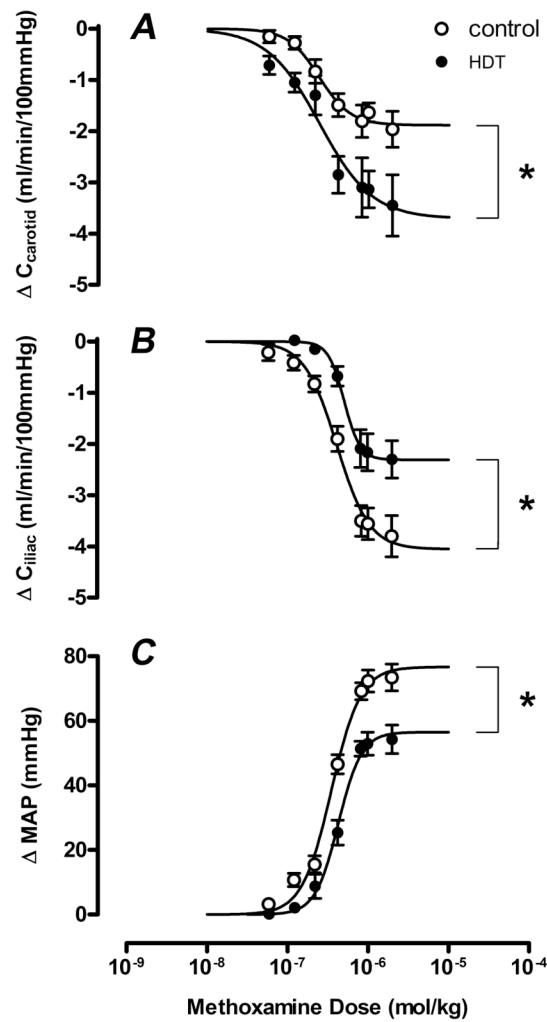 A
control
HDT
Δ C_carotid (ml/min/100mmHg)
0
-1
-2
-3
-4
-5
*
B
Δ C_iliac (ml/min/100mmHg)
0
-1
-2
-3
-4
-5
*
C
Δ MAP (mmHg)
80
60
40
20
0
*
10^-9 10^-8 10^-7 10^-6 10^-5 10^-4
Methoxamine Dose (mol/kg)